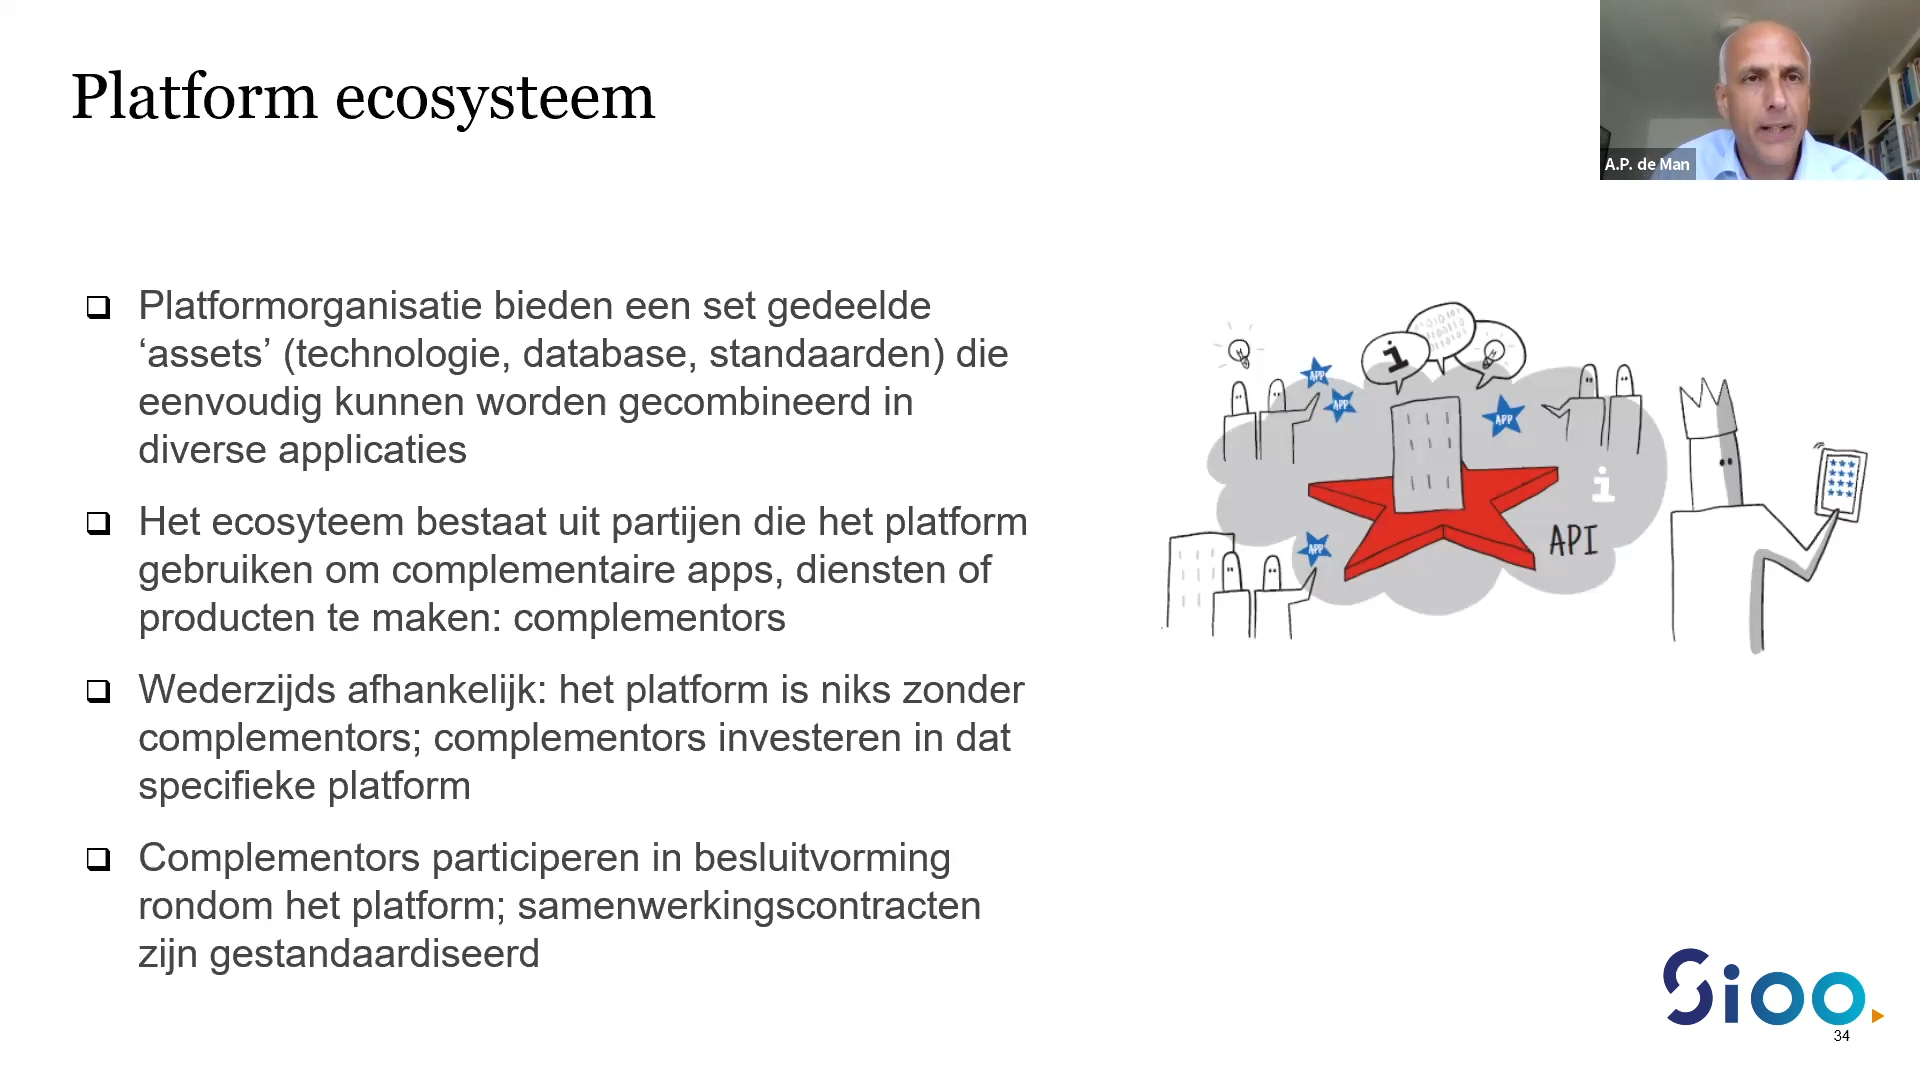 Platform ecosysteem
A.P. de Man
Platformorganisatie bieden een set gedeelde
‘assets’ (technologie, database, standaarden) die
eenvoudig kunnen worden gecombineerd in
diverse applicaties
Het ecosyteem bestaat uit partijen die het platform
gebruiken om complementaire apps, diensten of
producten te maken: complementors
Wederzijds afhankelijk: het platform is niks zonder
complementors; complementors investeren in dat
specifieke platform
Complementors participeren in besluitvorming
rondom het platform; samenwerkingscontracten
zijn gestandaardiseerd
i
APP
APP
APP
i
API
APP
Sioo
34